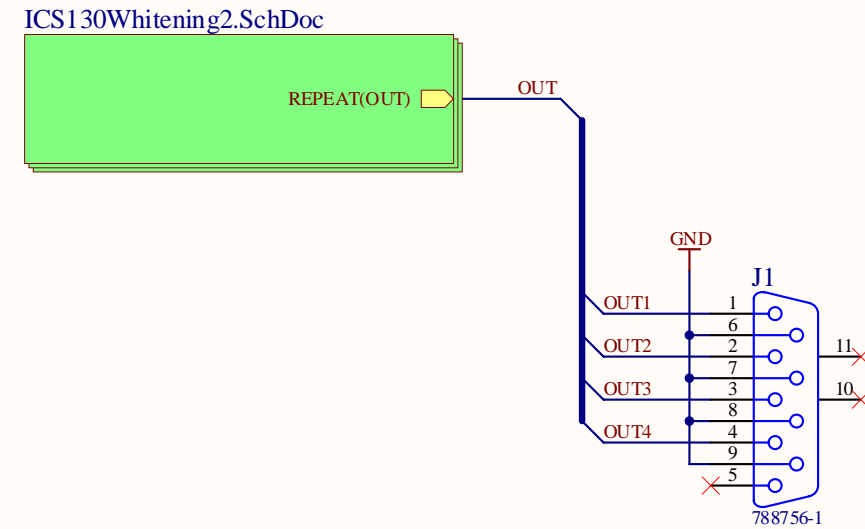 ICS130Whitening2.SchDoc
REPEAT(OUT)
OUT
GND
J1
OUT1
1
6
OUT2
2
11
7
OUT3
3
10
8
OUT4
4
9
5
788756-1